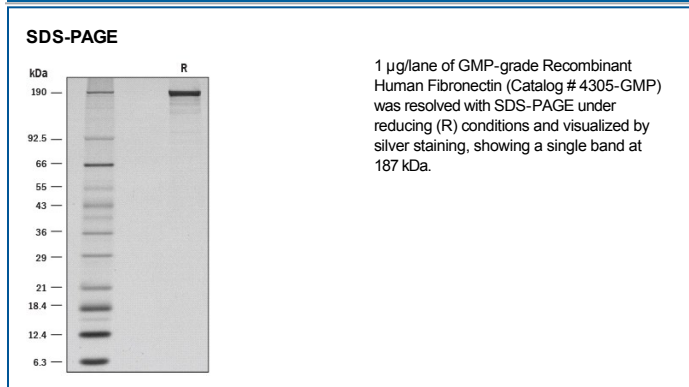 SDS-PAGE
kDa
R
190
92.5
66
55
43
36
29
21
18.4
12.4
6.3
1 µg/lane of GMP-grade Recombinant
Human Fibronectin (Catalog # 4305-GMP)
was resolved with SDS-PAGE under
reducing (R) conditions and visualized by
silver staining, showing a single band at
187 kDa.